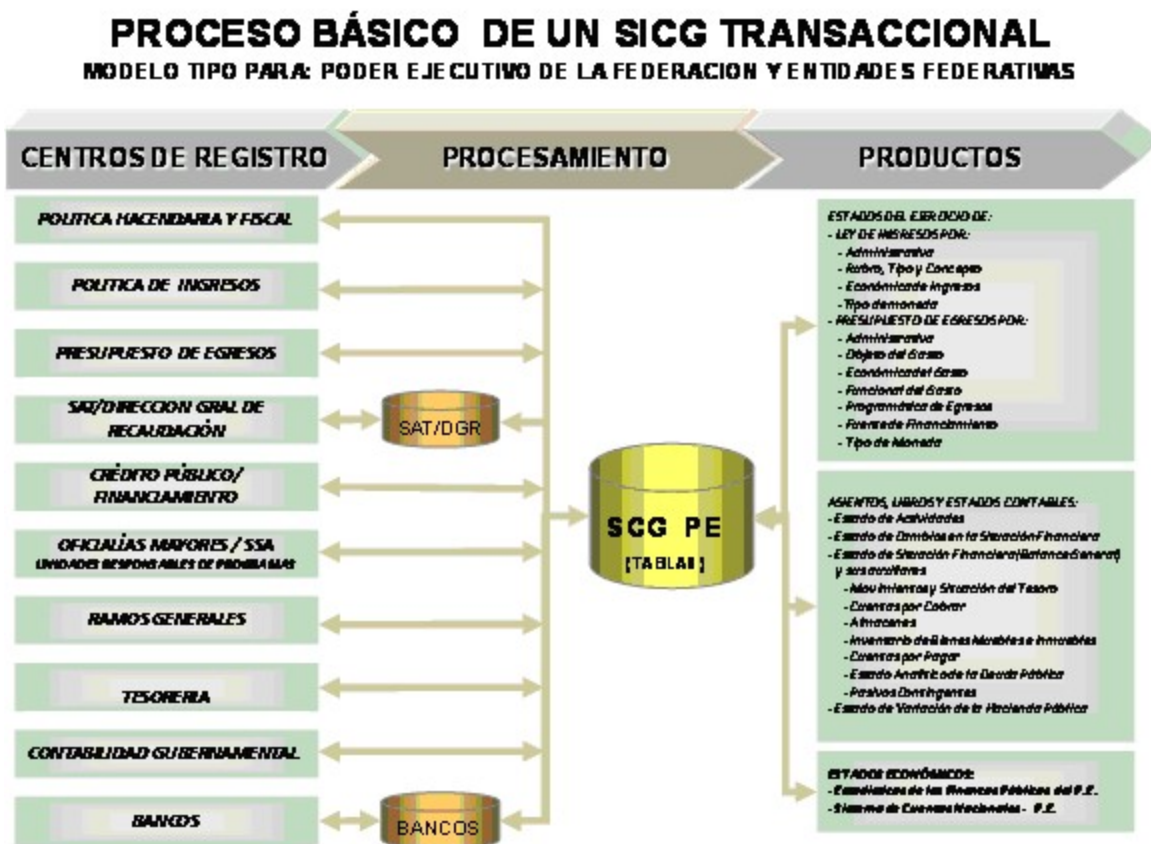 PROCESO BÁSICO DE UN SICG TRANSACCIONAL
MODELO TIPO PARA: PODER EJECUTIVO DE LA FEDERACION Y ENTIDADES FEDERATIVAS
CENTROS DE REGISTRO
PROCESAMIENTO
PRODUCTOS
POLITICA HACENDARIA Y FISCAL
POLITICA DE INGRESOS
PRESUPUESTO DE EGRESOS
SAT/DIRECCION GRAL DE
RECAUDACIÓN
CRÉDITO PÚBLICO/
FINANCIAMIENTO
OFICIALÍAS MAYORES / SSA
UNIDADES RESPONSABLES DE PROGRAMAS
RAMOS GENERALES
TESORERIA
CONTABILIDAD GUBERNAMENTAL
BANCOS
SAT/DGR
BANCOS
SCG PE
ESTADOS DEL EJERCICIO DE:
- LEY DE INGRESOS POR:
- Administrativa
- Rubro, Tipo y Concepto
- Económica de Ingresos
- Tipo de moneda
- PRESUPUESTO DE EGRESOS POR:
- Administrativa
- Objeto del Gasto
- Económica del Gasto
- Funcional del Gasto
- Programática de Egresos
- Fuente de Financiamiento
- Tipo de Moneda
ASIENTOS, LIBROS Y ESTADOS CONTABLES:
- Estado de Actividades
- Estado de Cambios en la Situación Financiera
- Estado de Situación Financiera (Balance General)
y sus auxiliares
- Movimientos y Situación del Tesoro
- Cuentas por Cobrar
- Almacenes
- Inventario de Bienes Muebles e Inmuebles
- Cuentas por Pagar
- Estado Analítico de la Deuda Pública
- Pasivos Contingentes
- Estado de Variación de la Hacienda Pública
ESTADOS ECONÓMICOS:
- Estadísticas de las Finanzas Públicas del P.E.
- Sistema de Cuentas Nacionales - P.E.